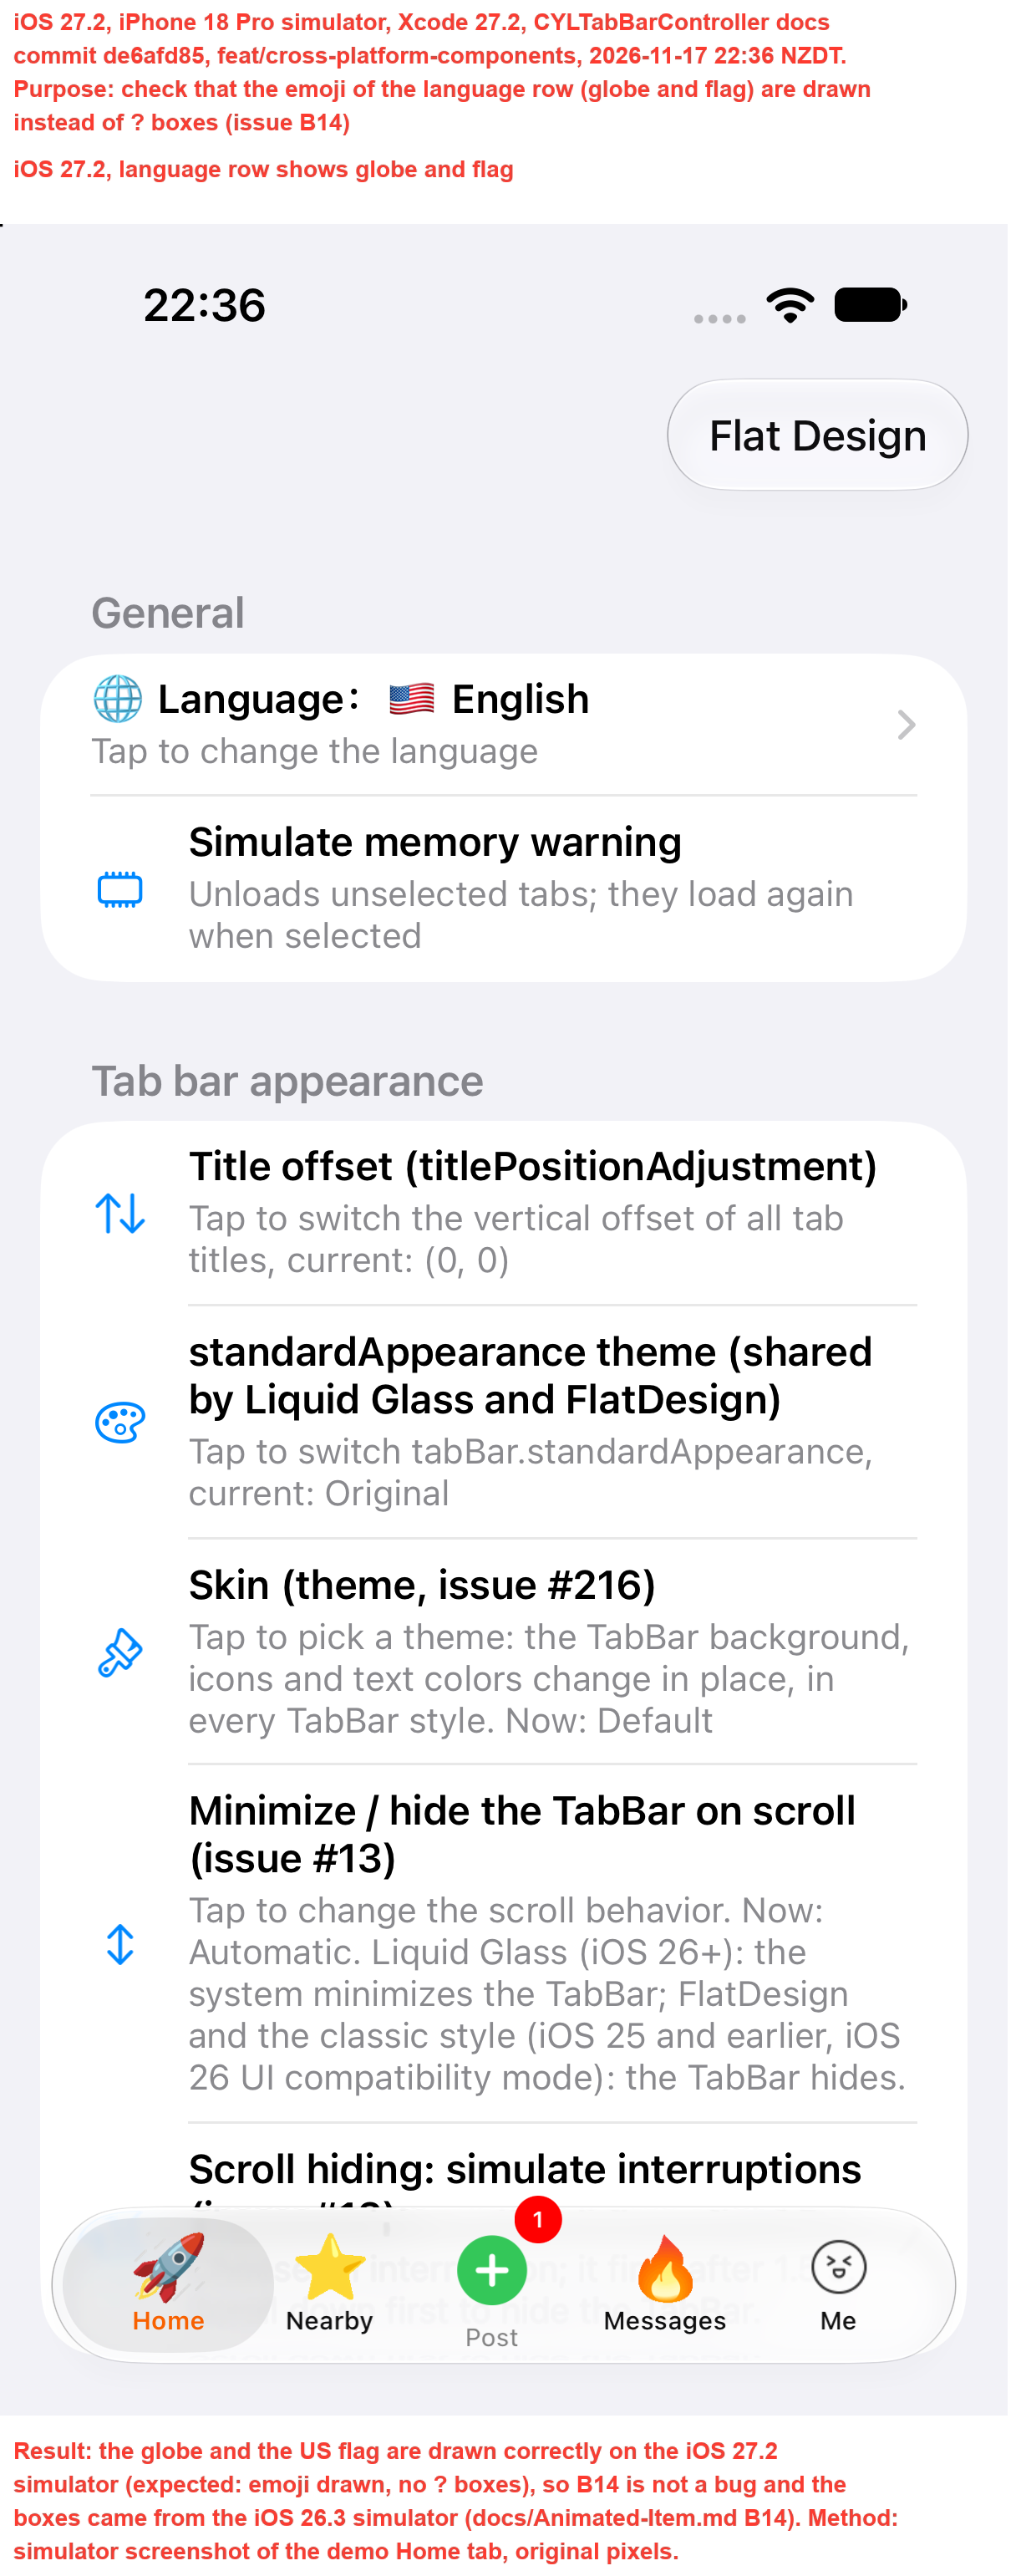 iOS 27.2, iPhone 18 Pro simulator, Xcode 27.2, CYLTabBarController docs
commit de6afd85, feat/cross-platform-components, 2026-11-17 22:36 NZDT.
Purpose: check that the emoji of the language row (globe and flag) are drawn
instead of ? boxes (issue B14)
iOS 27.2, language row shows globe and flag
22:36
Flat Design
General
🌐 Language： 🇺🇸 English
Tap to change the language
Simulate memory warning
Unloads unselected tabs; they load again
when selected
Tab bar appearance
Title offset (titlePositionAdjustment)
Tap to switch the vertical offset of all tab
titles, current: (0, 0)
standardAppearance theme (shared
by Liquid Glass and FlatDesign)
Tap to switch tabBar.standardAppearance,
current: Original
Skin (theme, issue #216)
Tap to pick a theme: the TabBar background,
icons and text colors change in place, in
every TabBar style. Now: Default
Minimize / hide the TabBar on scroll
(issue #13)
Tap to change the scroll behavior. Now:
Automatic. Liquid Glass (iOS 26+): the
system minimizes the TabBar; FlatDesign
and the classic style (iOS 25 and earlier, iOS
26 UI compatibility mode): the TabBar hides.
Scroll hiding: simulate interruptions
1
Home
Nearby
Post
Messages
Me
Result: the globe and the US flag are drawn correctly on the iOS 27.2
simulator (expected: emoji drawn, no ? boxes), so B14 is not a bug and the
boxes came from the iOS 26.3 simulator (docs/Animated-Item.md B14). Method:
simulator screenshot of the demo Home tab, original pixels.